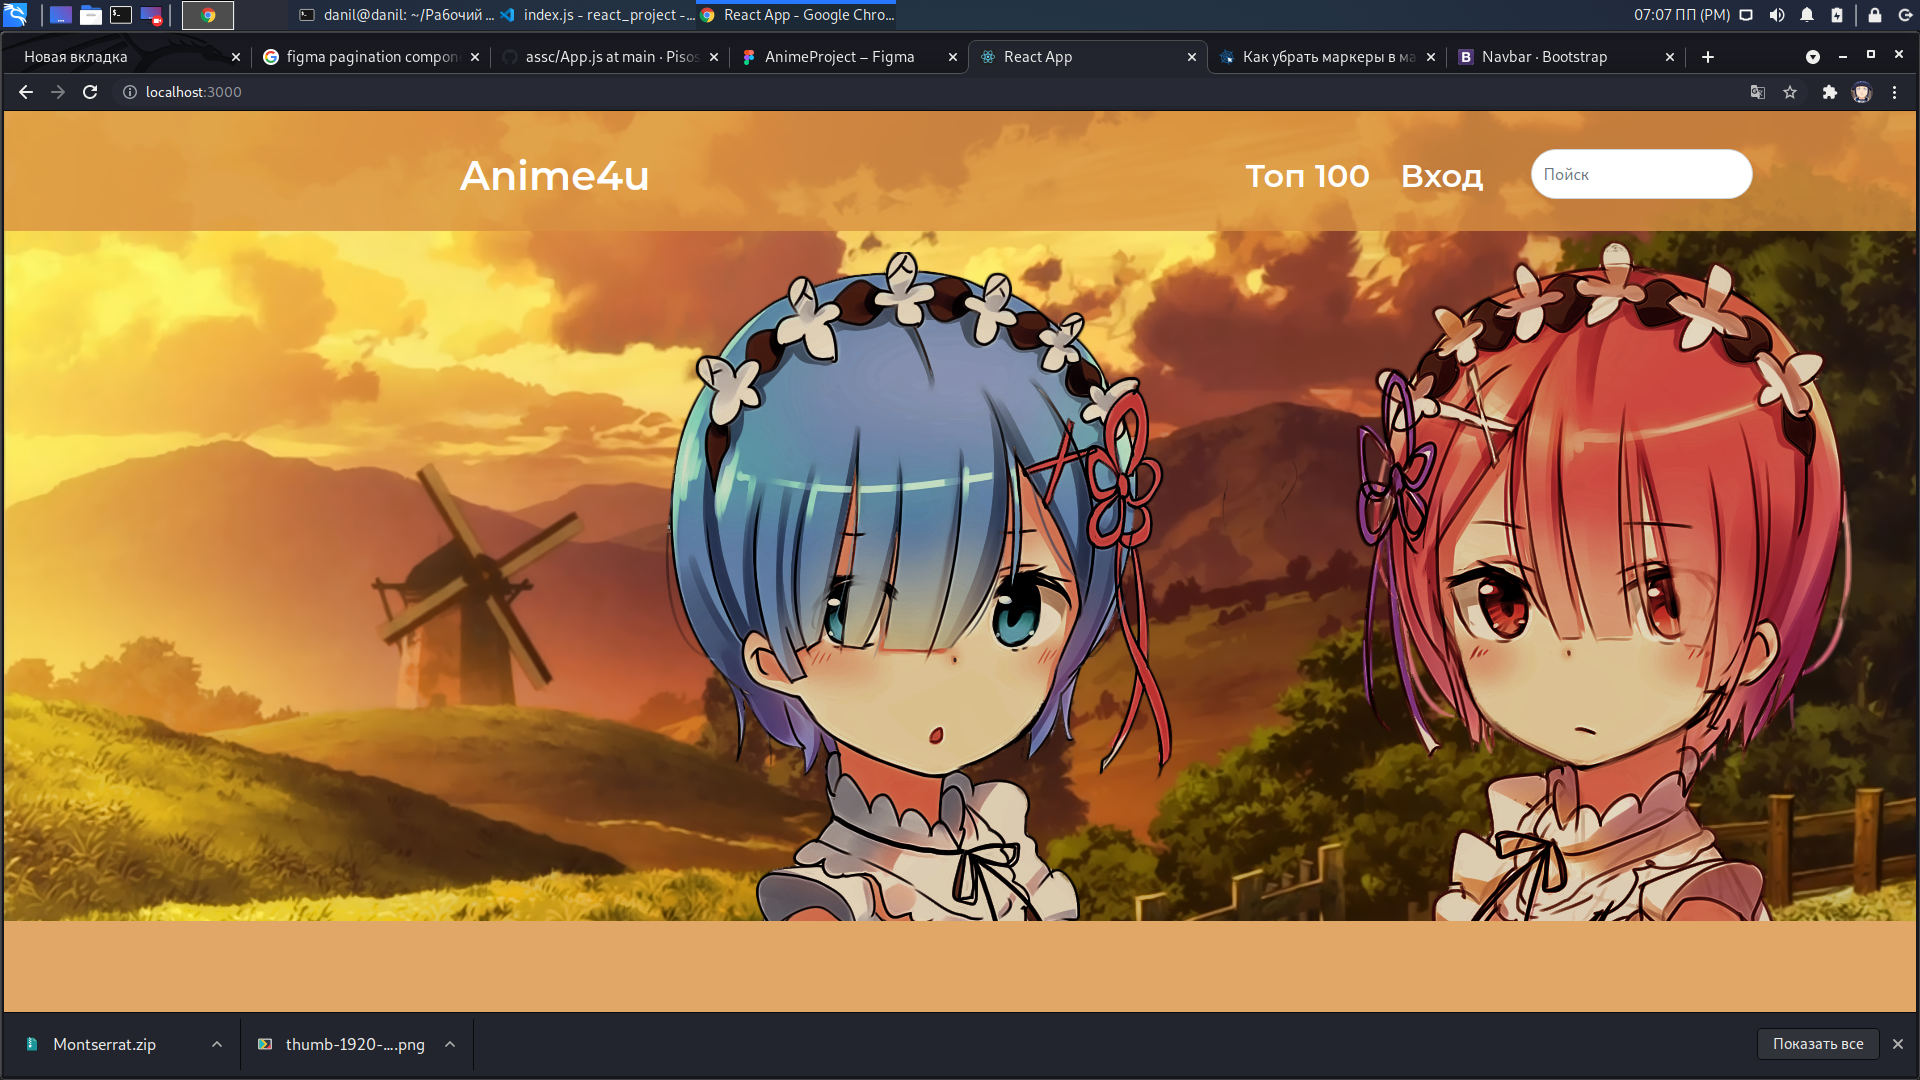 danil@danil: ~/Рабочий ...
index.js - react_project -...
React App - Google Chro...
07:07 ПП (PM)
Новая вкладка
figma pagination compon
assc/App.js at main · Pisos
AnimeProject – Figma
React App
Как убрать маркеры в ма
Navbar · Bootstrap
localhost:3000
Anime4u
Топ 100
Вход
Поиск
Montserrat.zip
thumb-1920-....png
Показать все